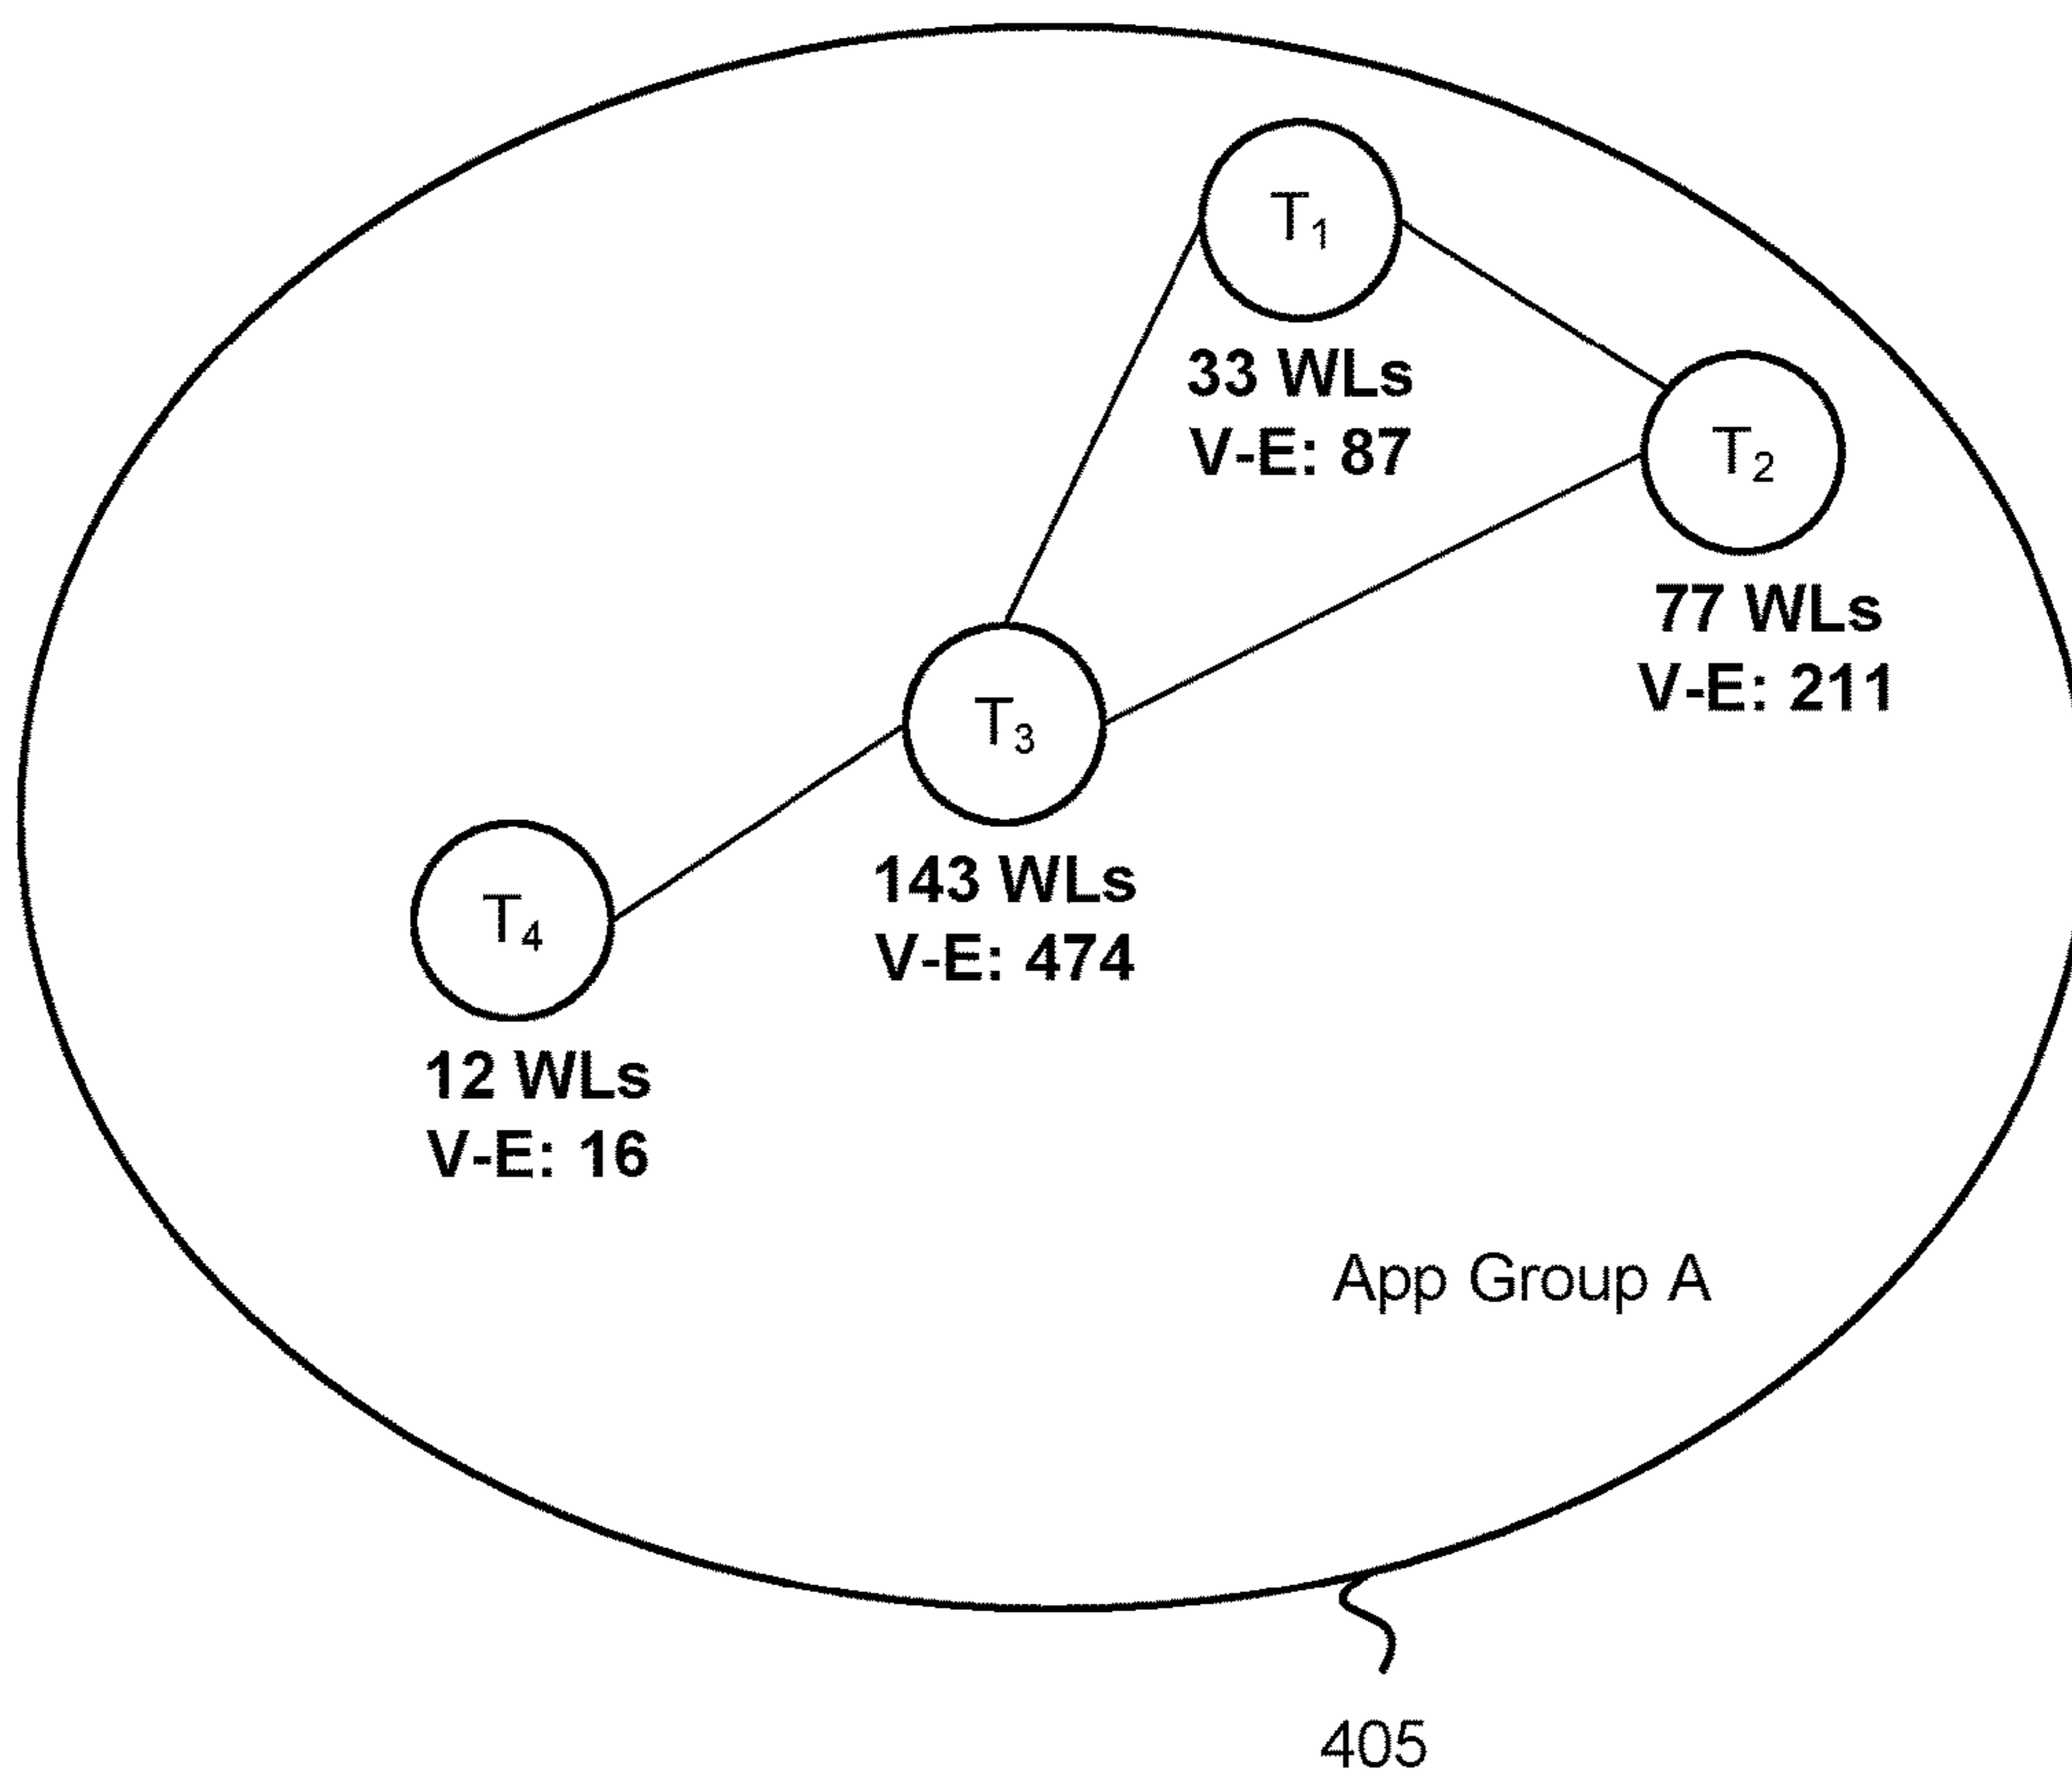 T1
33 WLs
V-E: 87
T2
77 WLs
V-E: 211
T3
143 WLs
V-E: 474
T4
12 WLs
V-E: 16
App Group A
405